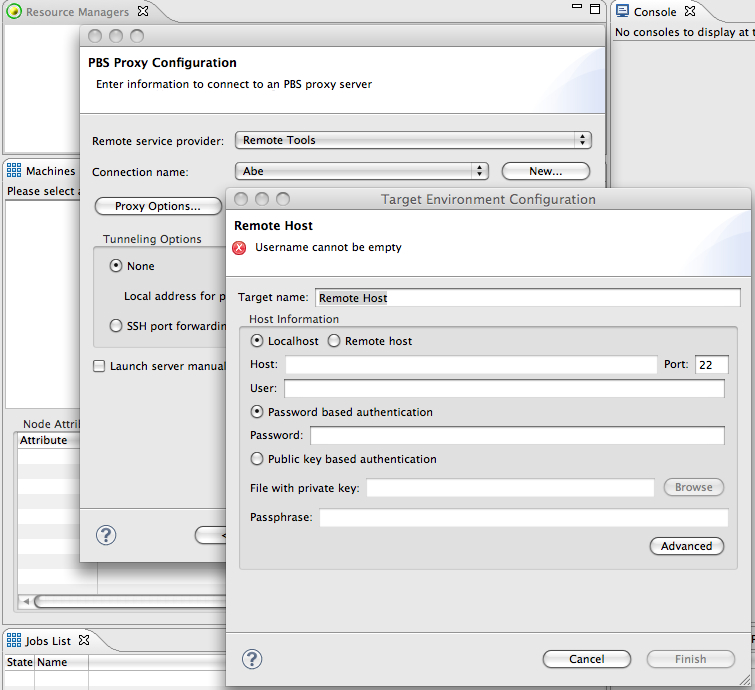 Resource Managers
Console
No consoles to display at t
PBS Proxy Configuration
Enter information to connect to an PBS proxy server
Remote service provider: Remote Tools
Connection name: Abe New...
Proxy Options...
Tunneling Options
None
Local address for p
SSH port forwardin
Launch server manual
?
<
Machines
Please select a
Node Attri
Attribute
Target Environment Configuration
Remote Host
Username cannot be empty
Target name: Remote Host
Host Information
Localhost Remote host
Host: Port: 22
User:
Password based authentication
Password:
Public key based authentication
File with private key: Browse
Passphrase:
Advanced
? Cancel Finish
Jobs List
State Name